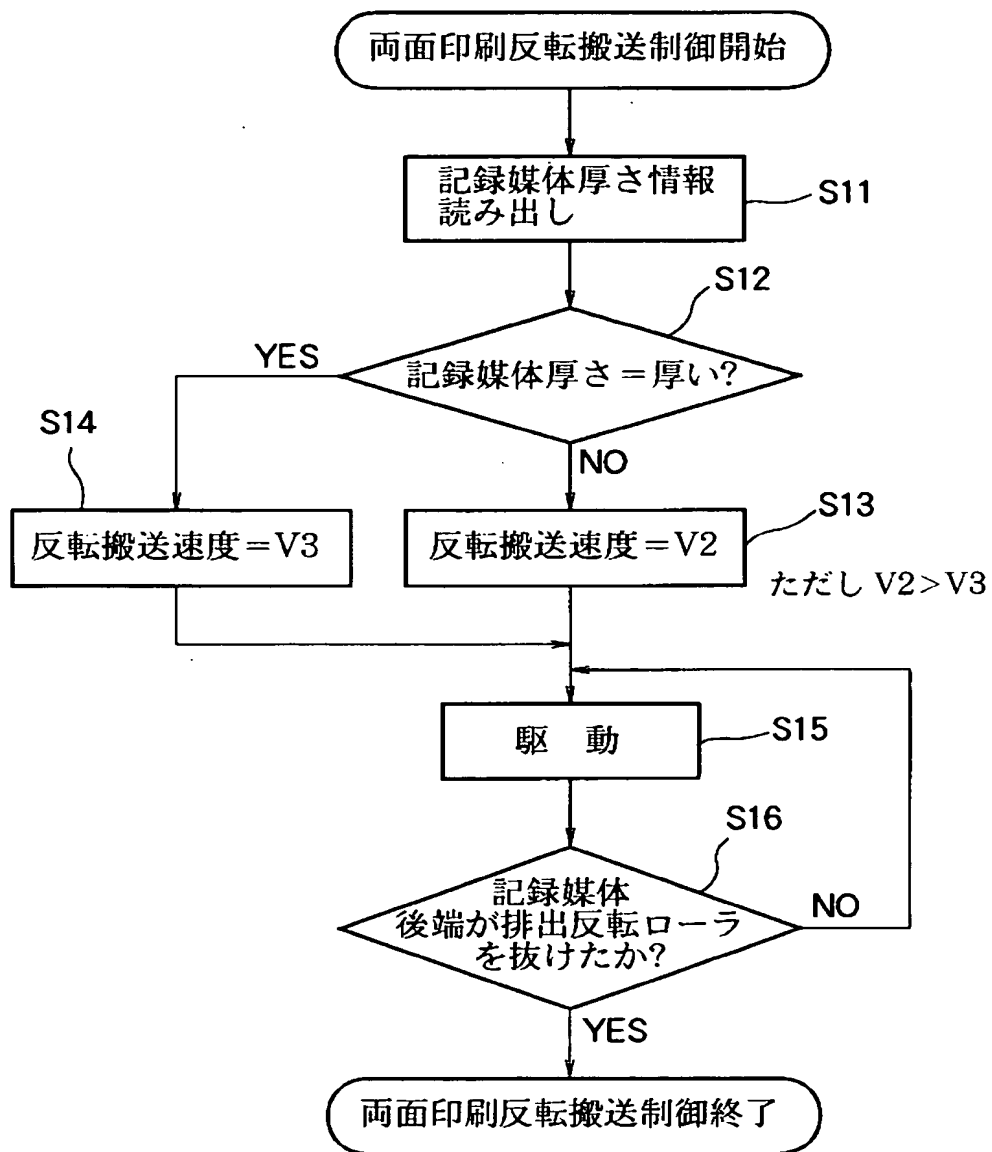 両面印刷反転搬送制御開始
記録媒体厚さ情報
読み出し
S11
S12
記録媒体厚さ＝厚い?
YES
NO
S14
反転搬送速度＝V3
S13
反転搬送速度＝V2
ただし V2>V3
駆　動
S15
S16
記録媒体
後端が排出反転ローラ
を抜けたか?
NO
YES
両面印刷反転搬送制御終了